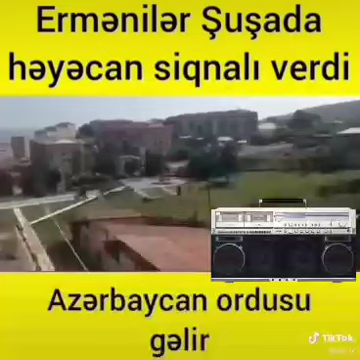 Ermənilər Şuşada
həyəcan siqnalı verdi
Azərbaycan ordusu
gəlir
TikTok